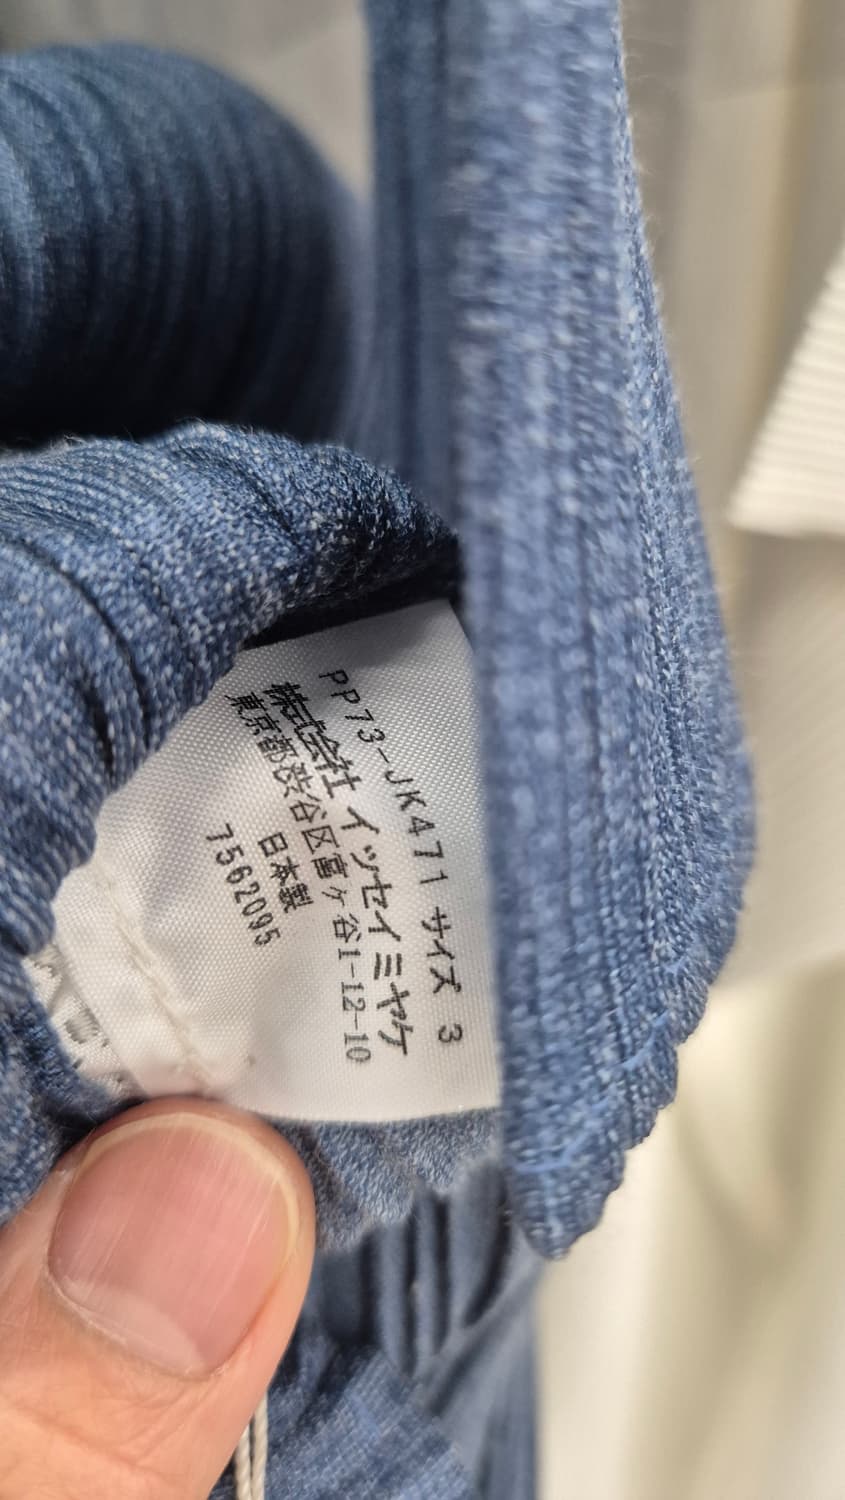 PP73-JK471 サイズ 3
株式会社 イッセイミヤケ
東京都渋谷区富ヶ谷1-12-10
日本製
7562095